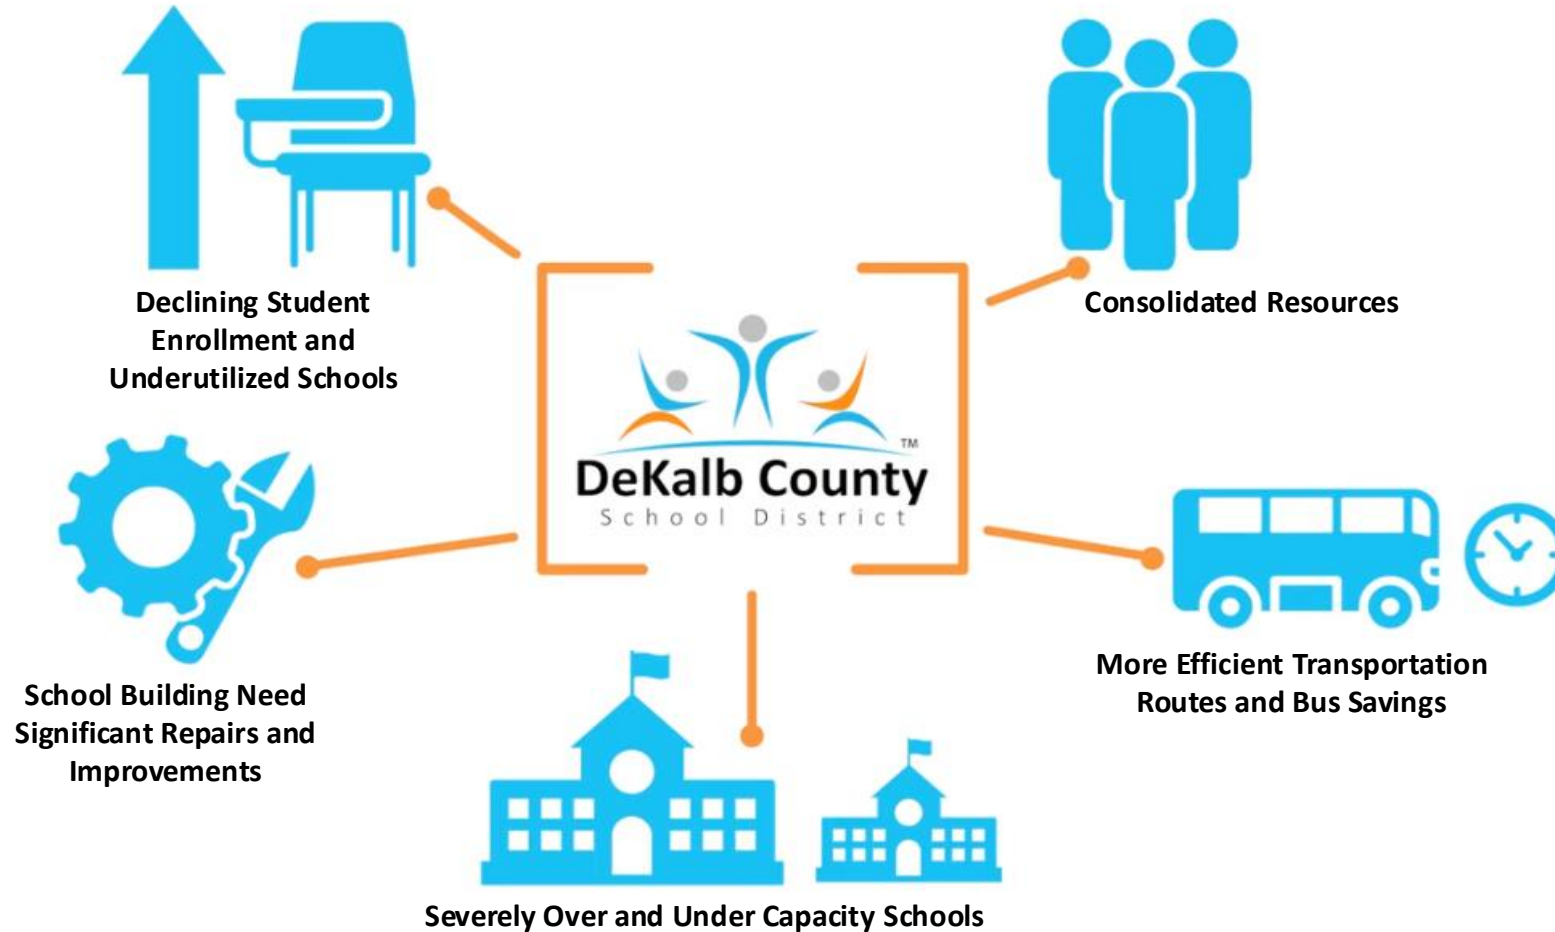 Declining Student
Enrollment and
Underutilized Schools
Consolidated Resources
TM
DeKalb County
School District
School Building Need
Significant Repairs and
Improvements
More Efficient Transportation
Routes and Bus Savings
Severely Over and Under Capacity Schools